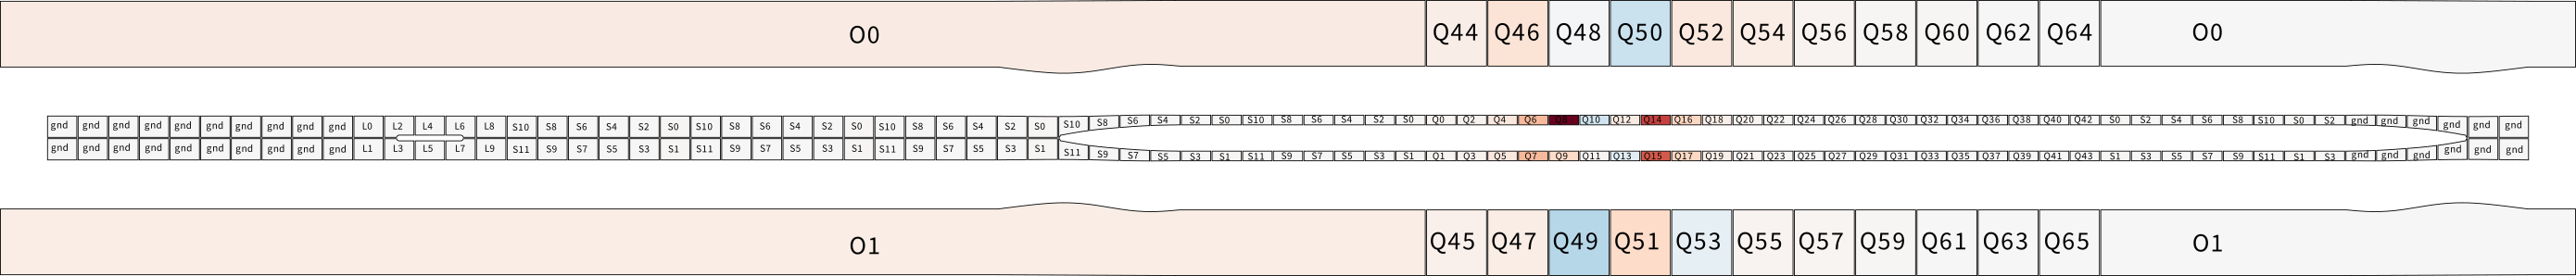 O0 Q44 Q46 Q48 Q50 Q52 Q54 Q56 Q58 Q60 Q62 Q64 O0
gnd gnd gnd gnd gnd gnd gnd gnd gnd gnd L0 L2 L4 L6 L8 S10 S8 S6 S4 S2 S0 S10 S8 S6 S4 S2 S0 S10 S8 S6 S4 S2 S0 S10 S8 S6 S4 S2 S0 S10 S8 S6 S4 S2 S0 Q0 Q2 Q4 Q6 Q8 Q10 Q12 Q14 Q16 Q18 Q20 Q22 Q24 Q26 Q28 Q30 Q32 Q34 Q36 Q38 Q40 Q42 S0 S2 S4 S6 S8 S10 S0 S2 gnd gnd gnd gnd gnd gnd
gnd gnd gnd gnd gnd gnd gnd gnd gnd gnd L1 L3 L5 L7 L9 S11 S9 S7 S5 S3 S1 S11 S9 S7 S5 S3 S1 S11 S9 S7 S5 S3 S1 S11 S9 S7 S5 S3 S1 S11 S9 S7 S5 S3 S1 Q1 Q3 Q5 Q7 Q9 Q11 Q13 Q15 Q17 Q19 Q21 Q23 Q25 Q27 Q29 Q31 Q33 Q35 Q37 Q39 Q41 Q43 S1 S3 S5 S7 S9 S11 S1 S3 gnd gnd gnd gnd gnd gnd
O1 Q45 Q47 Q49 Q51 Q53 Q55 Q57 Q59 Q61 Q63 Q65 O1